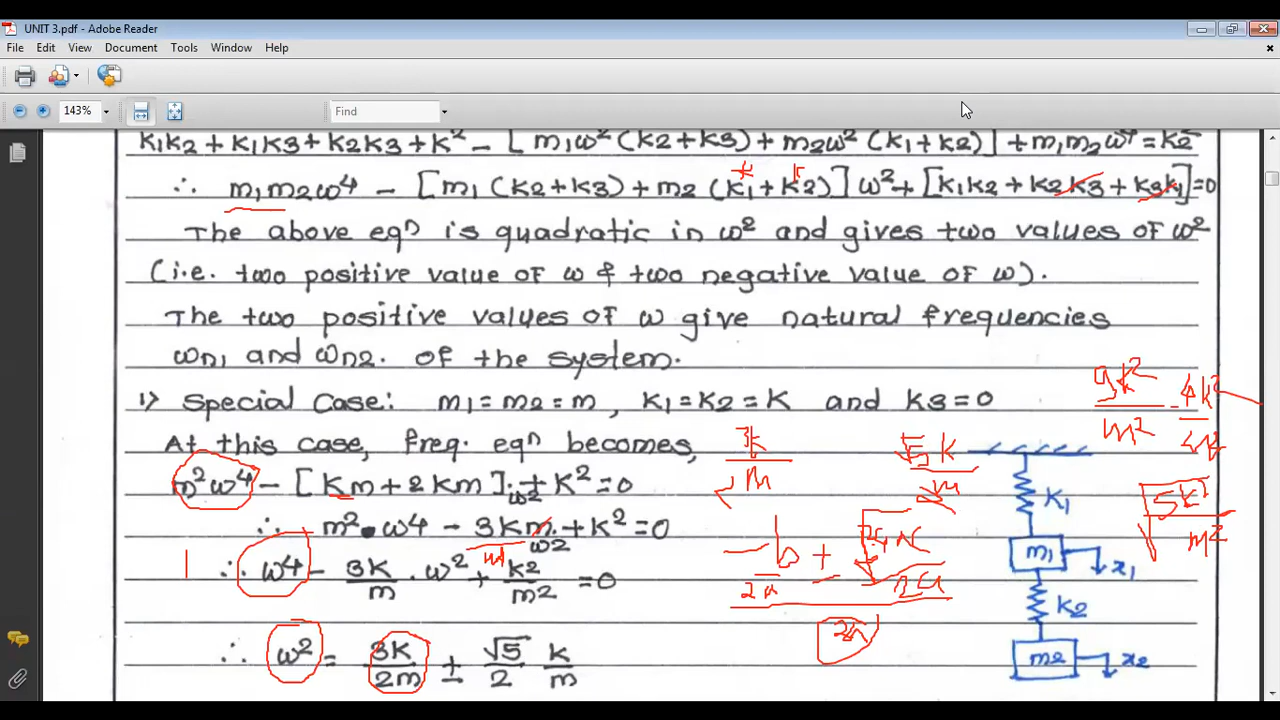 UNIT 3.pdf - Adobe Reader
File Edit View Document Tools Window Help
143% Find
k1k2 + k1k3 + k2k3 + k² - [m1ω²(k2+k3) + m2ω²(k1+k2)] + m1m2ω⁴ = k2²
∴ m1m2ω⁴ - [m1(k2+k3) + m2(k1+k2)]ω² + [k1k2 + k2k3 + k3k1] = 0
k k
The above eqⁿ is quadratic in ω² and gives two values of ω²
(i.e. two positive value of ω & two negative value of ω).
The two positive values of ω give natural frequencies
ωn1 and ωn2. of the system.
1) Special Case: m1 = m2 = m, k1 = k2 = k and k3 = 0
At this case, freq. eqⁿ becomes,
m²ω⁴ - [km + 2km]ω² + k² = 0
∴ m²·ω⁴ - 3km ω² + k² = 0
∴ ω⁴ - 3k/m · ω² + k²/m² = 0
∴ ω² = 3k/2m ± √5/2 k/m
3k/m
9k²/m² - 4k²
√5k²/m²
k1
m1 x1
k2
m2 x2